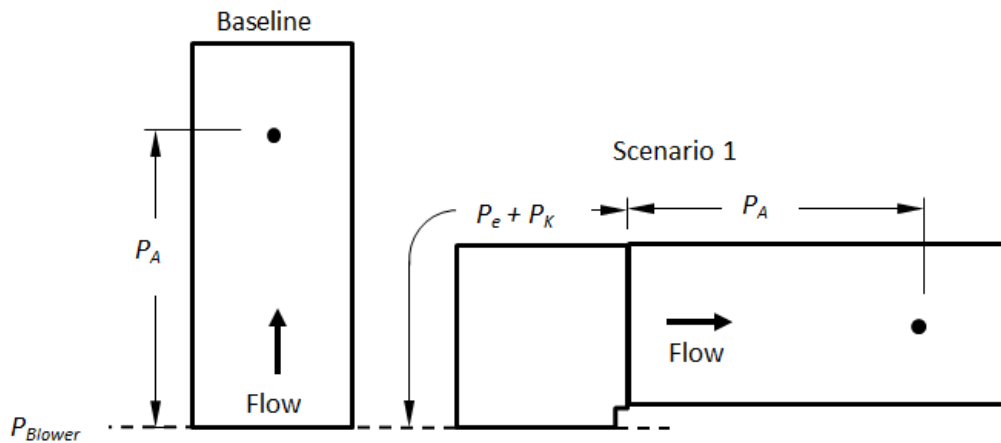 Baseline
Scenario 1
P_e + P_K
P_A
P_A
Flow
Flow
P_Blower